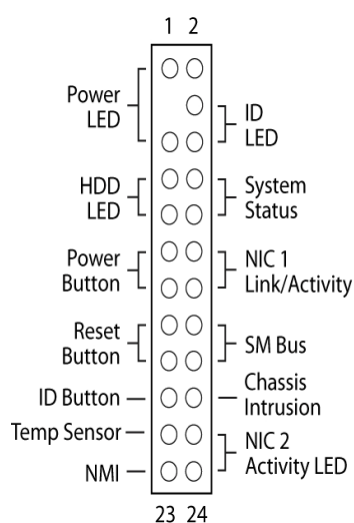 1 2
Power
LED
ID
LED
HDD
LED
System
Status
Power
Button
NIC 1
Link/Activity
Reset
Button
SM Bus
ID Button
Chassis
Intrusion
Temp Sensor
NIC 2
Activity LED
NMI
23 24